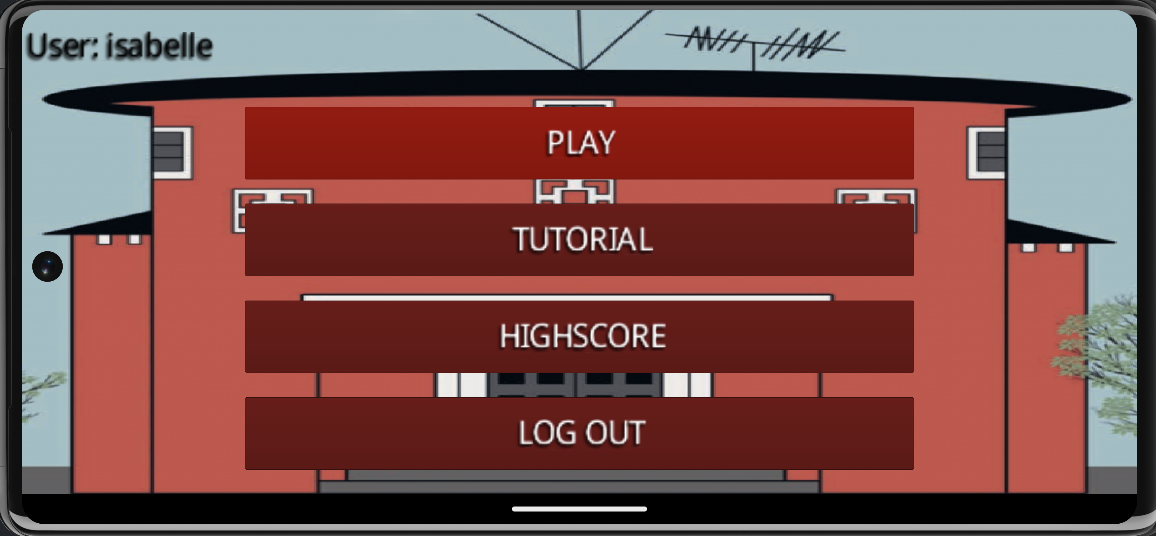 User: isabelle
PLAY
TUTORIAL
HIGHSCORE
LOG OUT